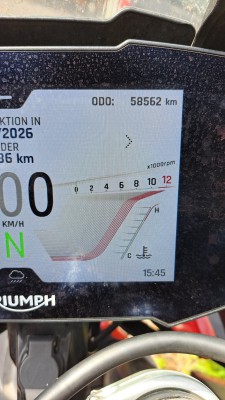 ODO: 58562 km
KTION IN
/2026
DER
36 km
x1000rpm
0 2 4 6 8 10 12
00
KM/H
N
H
C
15:45
RIUMPH